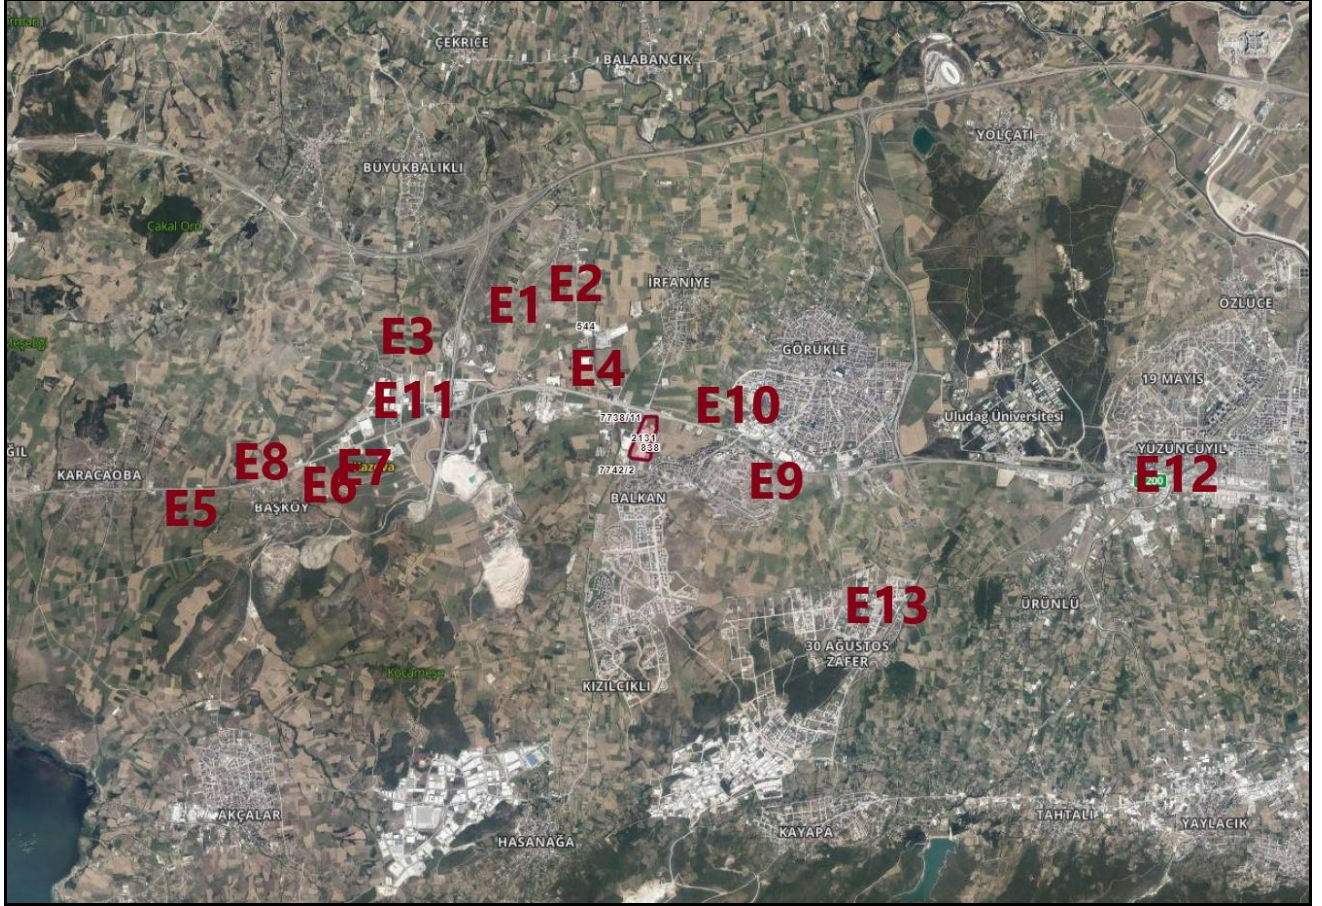 ÇEKRİCE
BALABANCIK
YOLÇATI
BÜYÜKBALIKLI
Çakal Orm
E2
İRFANİYE
E1
ÖZLÜCE
544
E3
GÖRÜKLE
E4
19 MAYIS
E11
E10
7738/11
Uludağ Üniversitesi
2131
838
YÜZÜNCÜYIL
E8
E7
KARACAOBA
7742/2
E12
200
E6
E9
BALKAN
E5
BAŞKÖY
E13
ÜRÜNLÜ
30 AĞUSTOS
ZAFER
Kocameşe
KIZILCIKLI
AKÇALAR
TAHTALI
YAYLACIK
KAYAPA
HASANAĞA